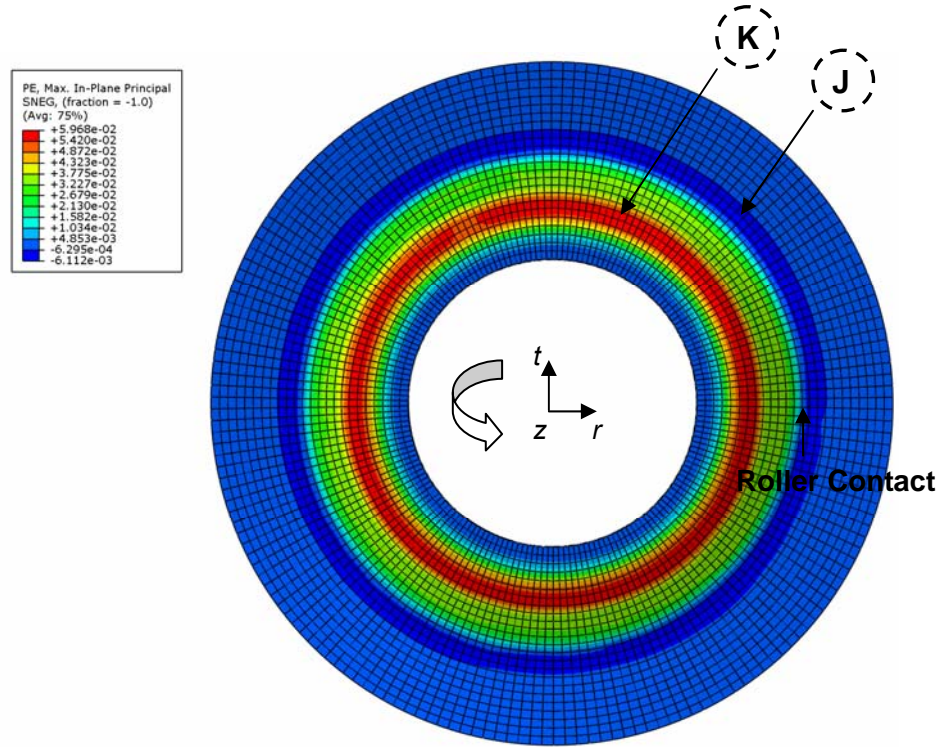 K
J
PE, Max. In-Plane Principal
SNEG, (fraction = -1.0)
(Avg: 75%)
+5.968e-02
+5.420e-02
+4.872e-02
+4.323e-02
+3.775e-02
+3.227e-02
+2.679e-02
+2.130e-02
+1.582e-02
+1.034e-02
+4.853e-03
-6.295e-04
-6.112e-03
t
z
r
Roller Contact